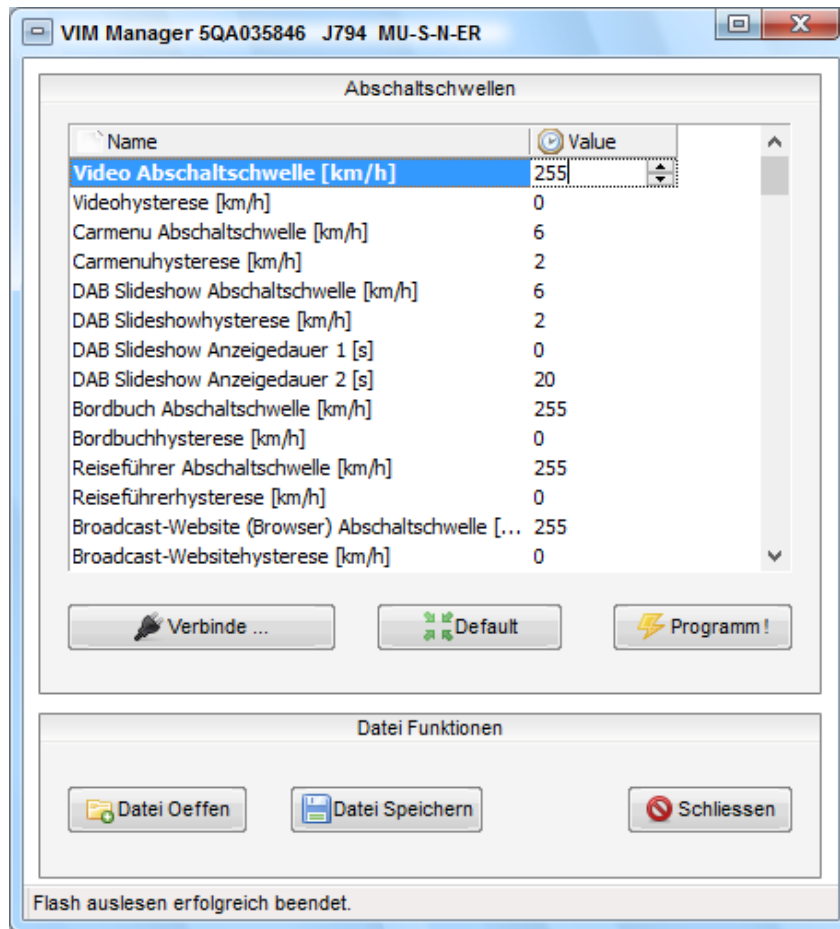 VIM Manager 5QA035846 J794 MU-S-N-ER
Abschaltschwellen
Name Value
Video Abschaltschwelle [km/h] 255
Videohysterese [km/h] 0
Carmenu Abschaltschwelle [km/h] 6
Carmenuhysterese [km/h] 2
DAB Slideshow Abschaltschwelle [km/h] 6
DAB Slideshowhysterese [km/h] 2
DAB Slideshow Anzeigedauer 1 [s] 0
DAB Slideshow Anzeigedauer 2 [s] 20
Bordbuch Abschaltschwelle [km/h] 255
Bordbuchhysterese [km/h] 0
Reiseführer Abschaltschwelle [km/h] 255
Reiseführerhysterese [km/h] 0
Broadcast-Website (Browser) Abschaltschwelle [... 255
Broadcast-Websitehysterese [km/h] 0
Verbinde ... Default Programm !
Datei Funktionen
Datei Oeffen Datei Speichern Schliessen
Flash auslesen erfolgreich beendet.